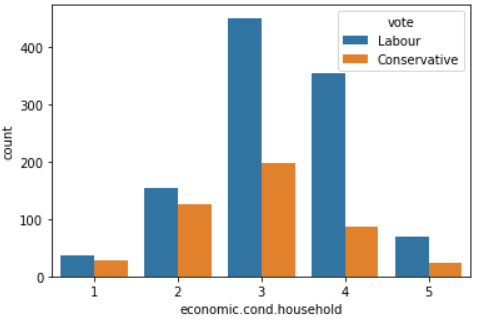 vote
Labour
Conservative
400
300
200
100
0
count
1 2 3 4 5
economic.cond.household